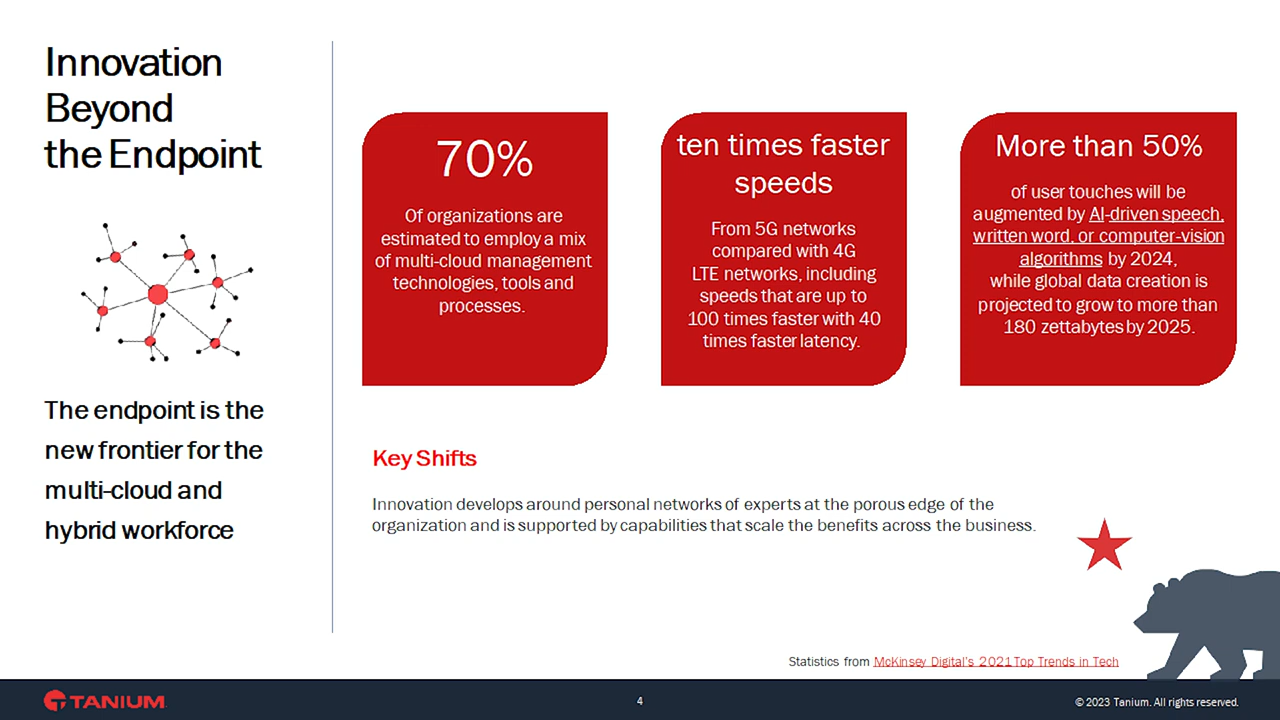 Innovation
Beyond
the Endpoint
The endpoint is the
new frontier for the
multi-cloud and
hybrid workforce
70%
Of organizations are
estimated to employ a mix
of multi-cloud management
technologies, tools and
processes.
ten times faster
speeds
From 5G networks
compared with 4G
LTE networks, including
speeds that are up to
100 times faster with 40
times faster latency.
More than 50%
of user touches will be
augmented by AI-driven speech,
written word, or computer-vision
algorithms by 2024,
while global data creation is
projected to grow to more than
180 zettabytes by 2025.
Key Shifts
Innovation develops around personal networks of experts at the porous edge of the
organization and is supported by capabilities that scale the benefits across the business.
Statistics from McKinsey Digital's 2021 Top Trends in Tech
TANIUM
4
© 2023 Tanium. All rights reserved.